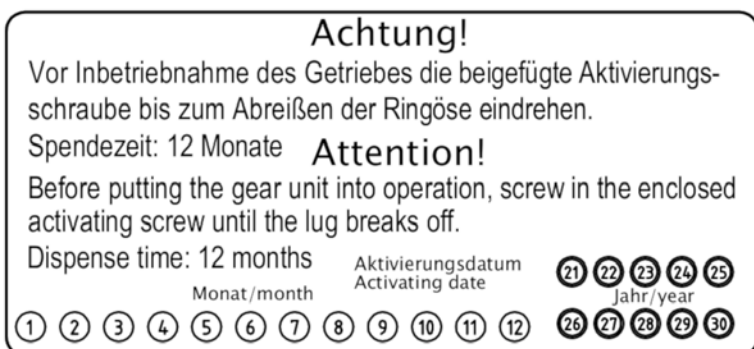 Achtung!
Vor Inbetriebnahme des Getriebes die beigefügte Aktivierungs-
schraube bis zum Abreißen der Ringöse eindrehen.
Spendezeit: 12 Monate Attention!
Before putting the gear unit into operation, screw in the enclosed
activating screw until the lug breaks off.
Dispense time: 12 months
Aktivierungsdatum
Activating date
21 22 23 24 25
Monat/month
Jahr/year
1 2 3 4 5 6 7 8 9 10 11 12
26 27 28 29 30